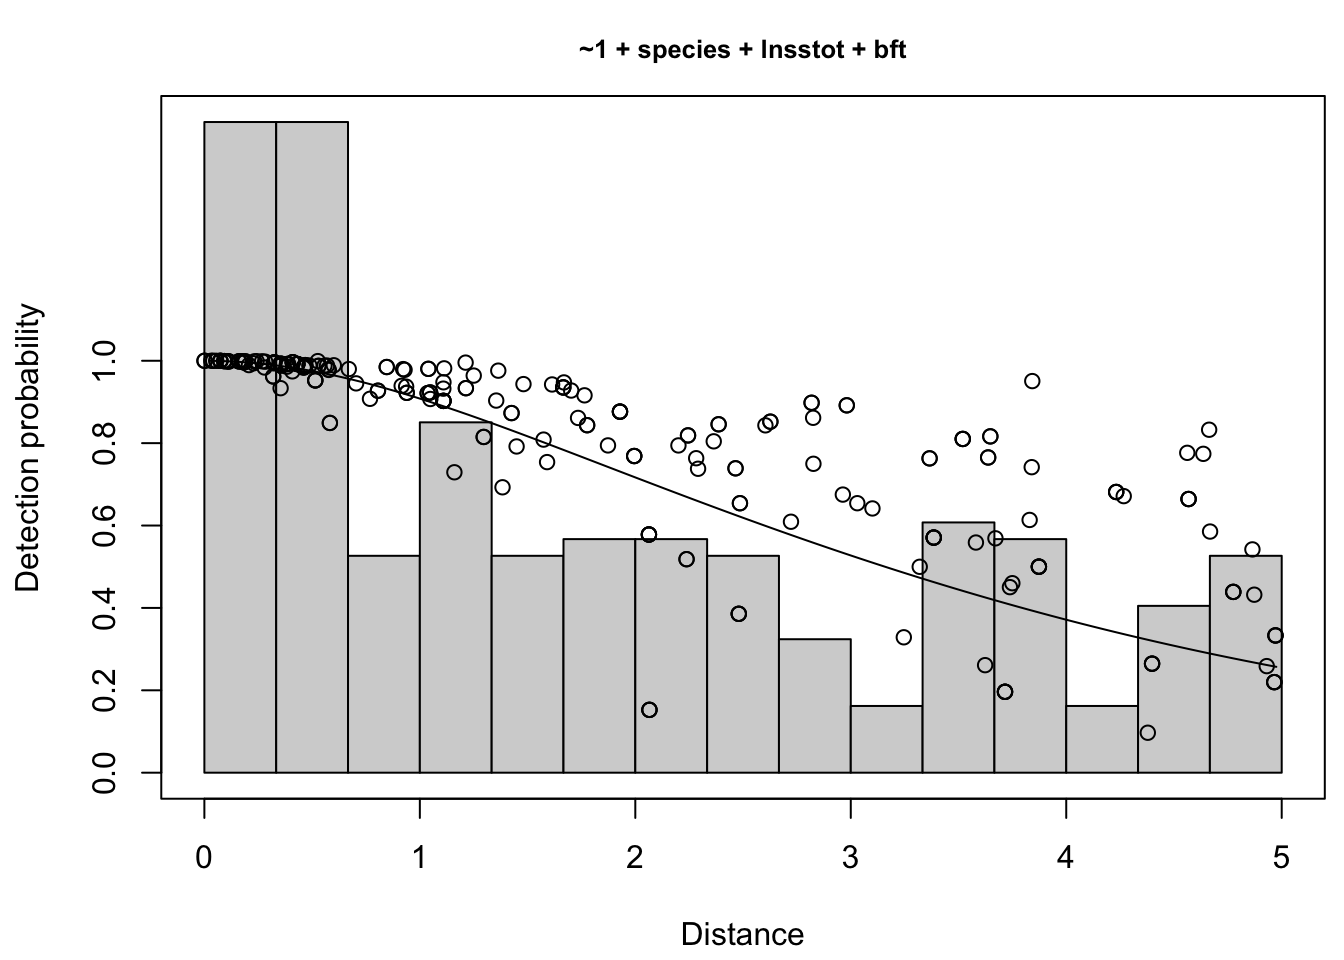 ~1 + species + lnsstot + bft
Detection probability
1.0
0.8
0.6
0.4
0.2
0.0
0 1 2 3 4 5
Distance